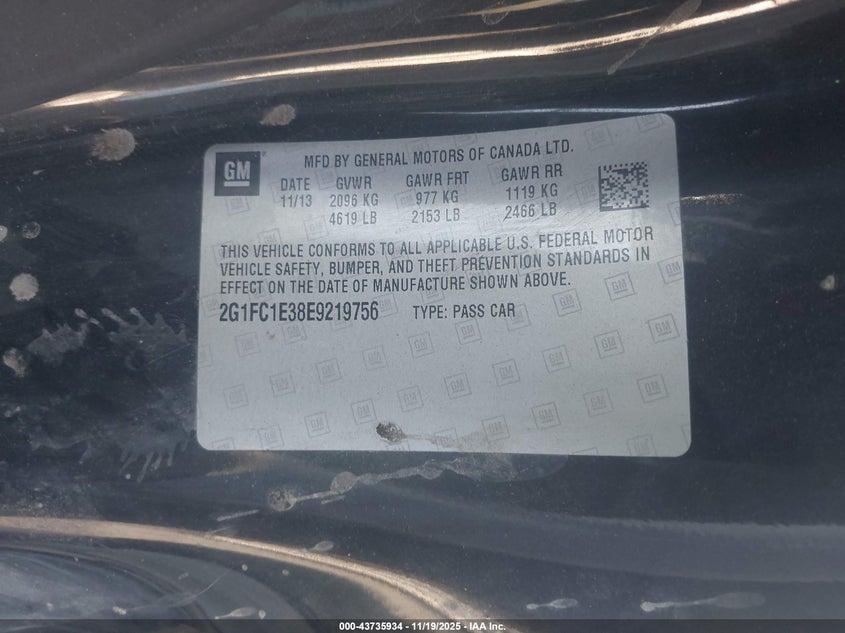 GM
MFD BY GENERAL MOTORS OF CANADA LTD.
DATE GVWR GAWR FRT GAWR RR
11/13 2096 KG 977 KG 1119 KG
4619 LB 2153 LB 2466 LB
THIS VEHICLE CONFORMS TO ALL APPLICABLE U.S. FEDERAL MOTOR
VEHICLE SAFETY, BUMPER, AND THEFT PREVENTION STANDARDS IN
EFFECT ON THE DATE OF MANUFACTURE SHOWN ABOVE.
2G1FC1E38E9219756 TYPE: PASS CAR
000-43735934 - 11/19/2025 - IAA Inc.